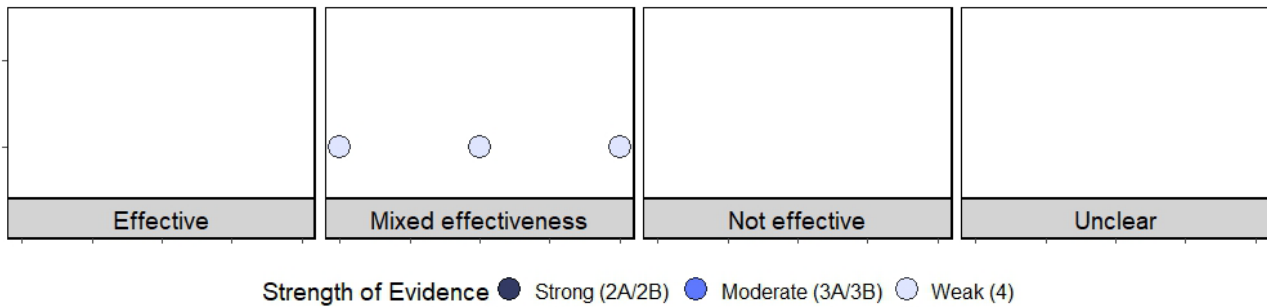 Effective Mixed effectiveness Not effective Unclear
Strength of Evidence Strong (2A/2B) Moderate (3A/3B) Weak (4)